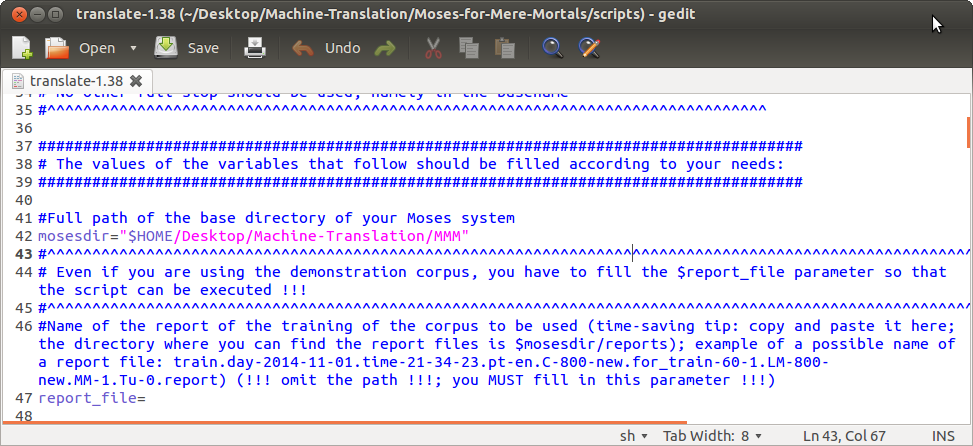 translate-1.38 (~/Desktop/Machine-Translation/Moses-for-Mere-Mortals/scripts) - gedit
Open Save Undo
translate-1.38
35 #^^^^^^^^^^^^^^^^^^^^^^^^^^^^^^^^^^^^^^^^^^^^^^^^^^^^^^^^^^^^^^^^^^^^^^^^^^^^^^^^
36
37 #####################################################################################
38 # The values of the variables that follow should be filled according to your needs:
39 #####################################################################################
40
41 #Full path of the base directory of your Moses system
42 mosesdir="$HOME/Desktop/Machine-Translation/MMM"
43 #^^^^^^^^^^^^^^^^^^^^^^^^^^^^^^^^^^^^^^^^^^^^^^^^^^^^^^^^^^^^^^^^^^^^^^^^^^^^^^^^^^^^^^^^^^^^^^^^^^^^^^^
44 # Even if you are using the demonstration corpus, you have to fill the $report_file parameter so that
the script can be executed !!!
45 #^^^^^^^^^^^^^^^^^^^^^^^^^^^^^^^^^^^^^^^^^^^^^^^^^^^^^^^^^^^^^^^^^^^^^^^^^^^^^^^^^^^^^^^^^^^^^^^^^^^^^^^
46 #Name of the report of the training of the corpus to be used (time-saving tip: copy and paste it here;
the directory where you can find the report files is $mosesdir/reports); example of a possible name of
a report file: train.day-2014-11-01.time-21-34-23.pt-en.C-800-new.for_train-60-1.LM-800-
new.MM-1.Tu-0.report) (!!! omit the path !!!; you MUST fill in this parameter !!!)
47 report_file=
48
sh Tab Width: 8 Ln 43, Col 67 INS